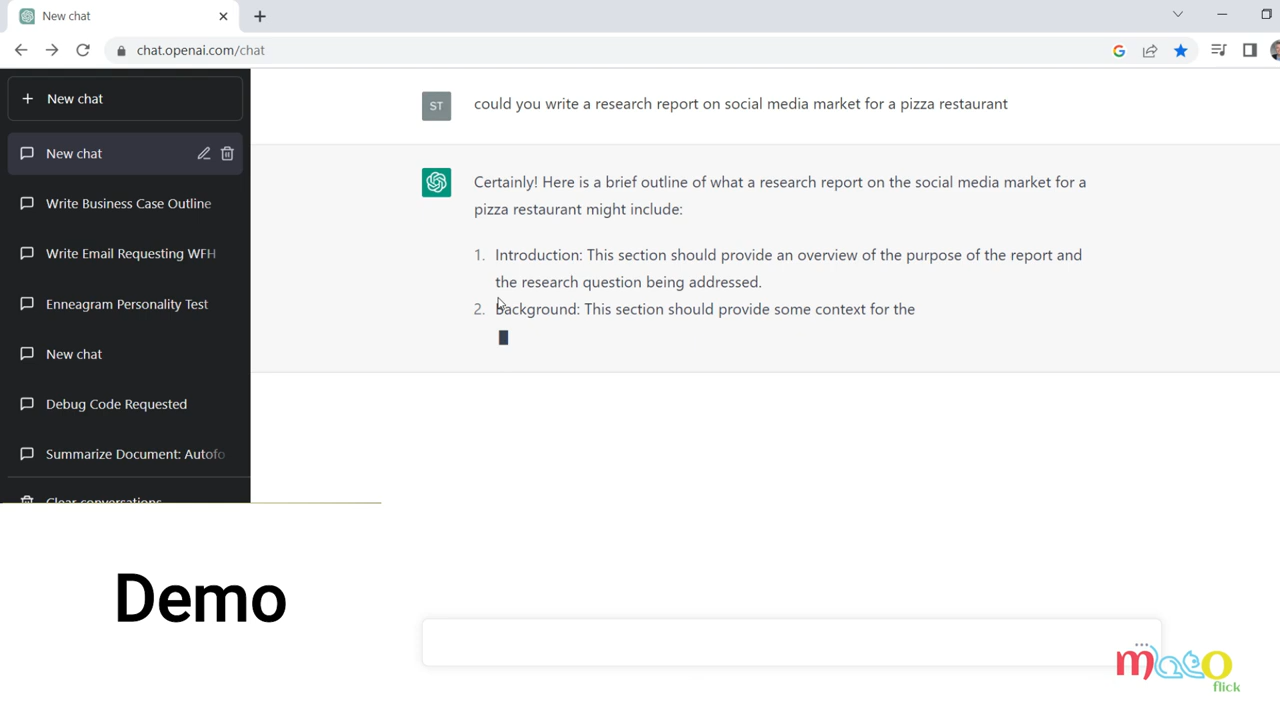 New chat
chat.openai.com/chat
New chat
New chat
Write Business Case Outline
Write Email Requesting WFH
Enneagram Personality Test
New chat
Debug Code Requested
Summarize Document: Autofo
Clear conversations
ST
could you write a research report on social media market for a pizza restaurant
Certainly! Here is a brief outline of what a research report on the social media market for a
pizza restaurant might include:
1. Introduction: This section should provide an overview of the purpose of the report and
the research question being addressed.
2. Background: This section should provide some context for the
Demo
mado
flick